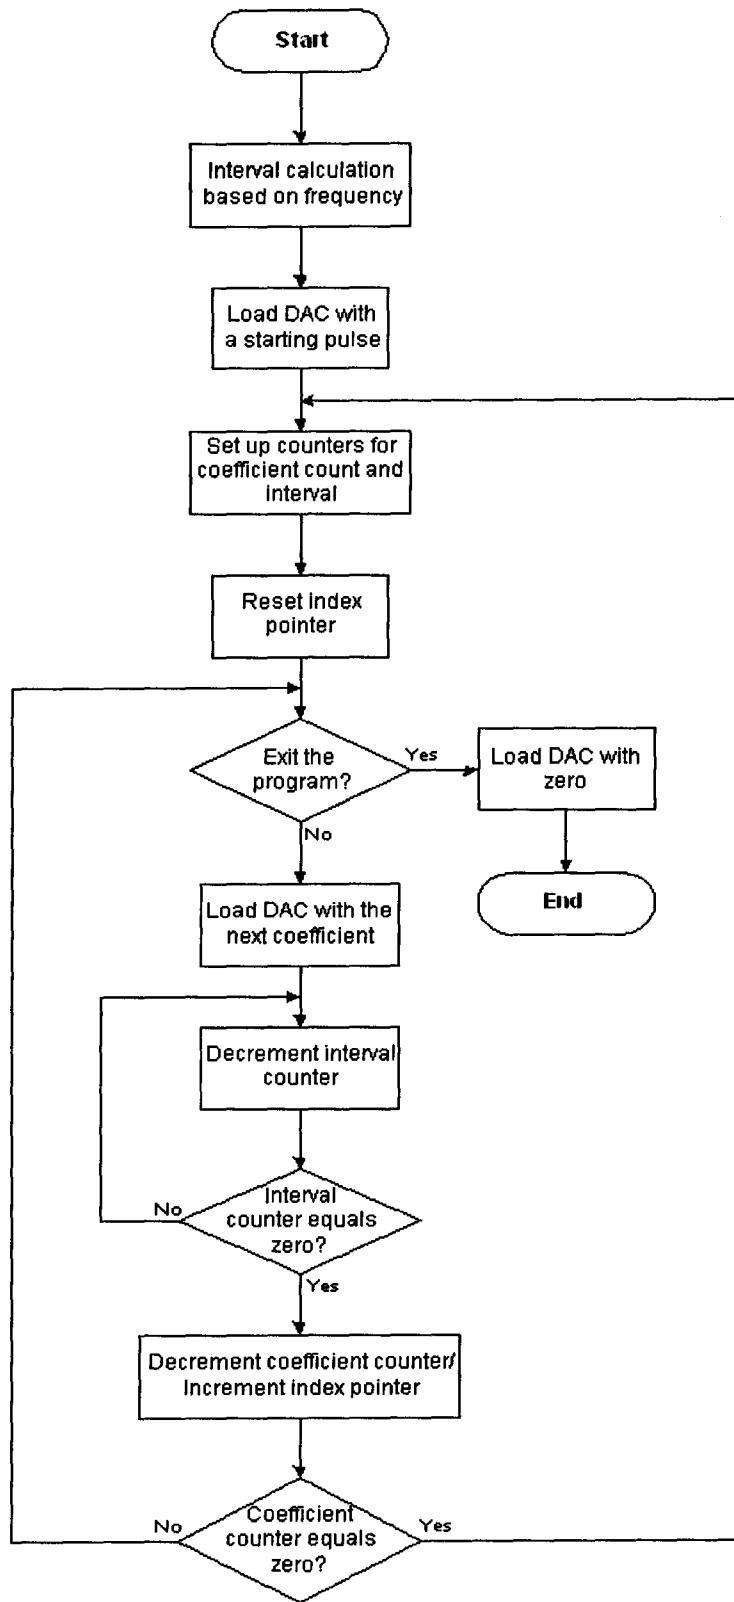 Start
Interval calculation
based on frequency
Load DAC with
a starting pulse
Set up counters for
coefficient count and
interval
Reset index
pointer
Exit the
program?
Yes
Load DAC with
zero
No
End
Load DAC with the
next coefficient
Decrement interval
counter
Interval
counter equals
zero?
No
Yes
Decrement coefficient counter/
Increment index pointer
Coefficient
counter equals
zero?
No
Yes